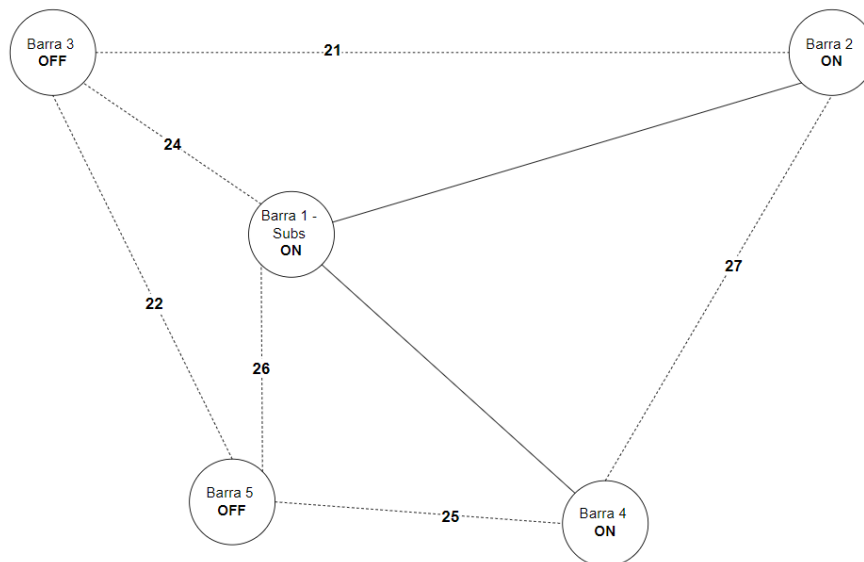 Barra 3
OFF
21
Barra 2
ON
24
Barra 1 -
Subs
ON
27
22
26
Barra 5
OFF
25
Barra 4
ON